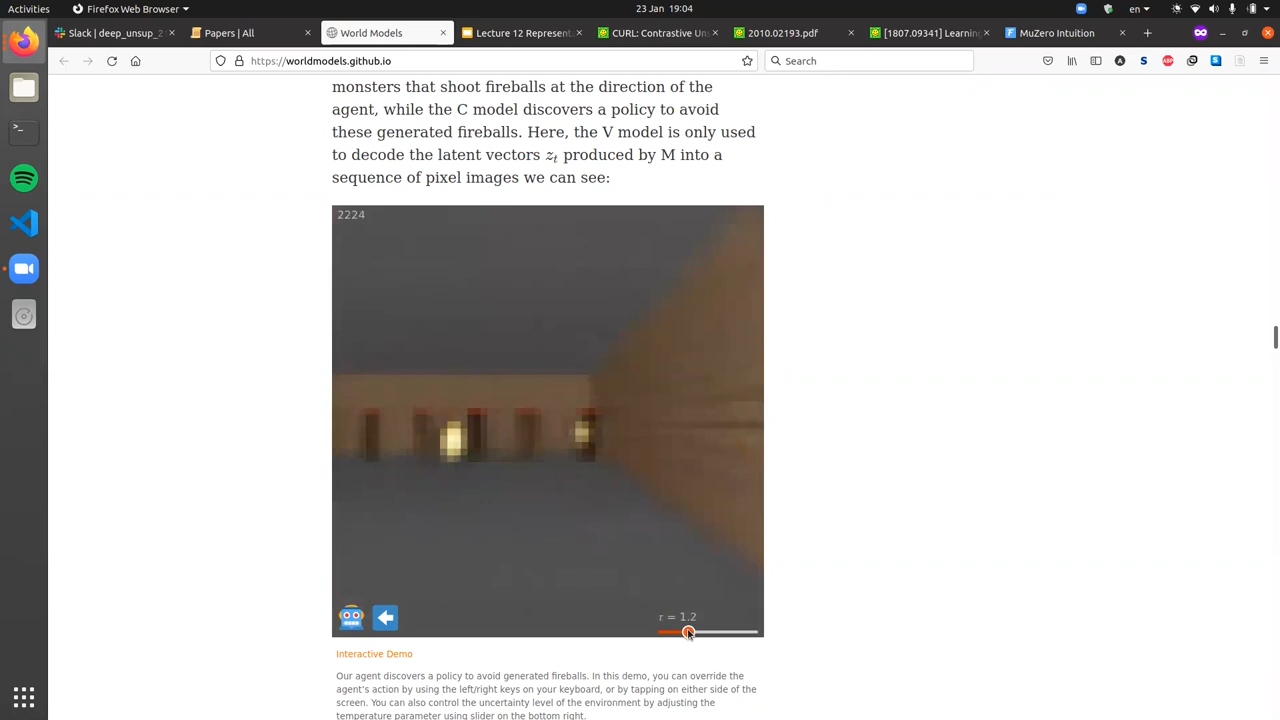 Activities
Firefox Web Browser
23 Jan 19:04
en
Slack | deep_unsup_2
Papers | All
World Models
Lecture 12 Represent
CURL: Contrastive Uns
2010.02193.pdf
[1807.09341] Learning
MuZero Intuition
https://worldmodels.github.io
Search
monsters that shoot fireballs at the direction of the
agent, while the C model discovers a policy to avoid
these generated fireballs. Here, the V model is only used
to decode the latent vectors zt produced by M into a
sequence of pixel images we can see:
2224
τ = 1.2
Interactive Demo
Our agent discovers a policy to avoid generated fireballs. In this demo, you can override the
agent's action by using the left/right keys on your keyboard, or by tapping on either side of the
screen. You can also control the uncertainty level of the environment by adjusting the
temperature parameter using slider on the bottom right.